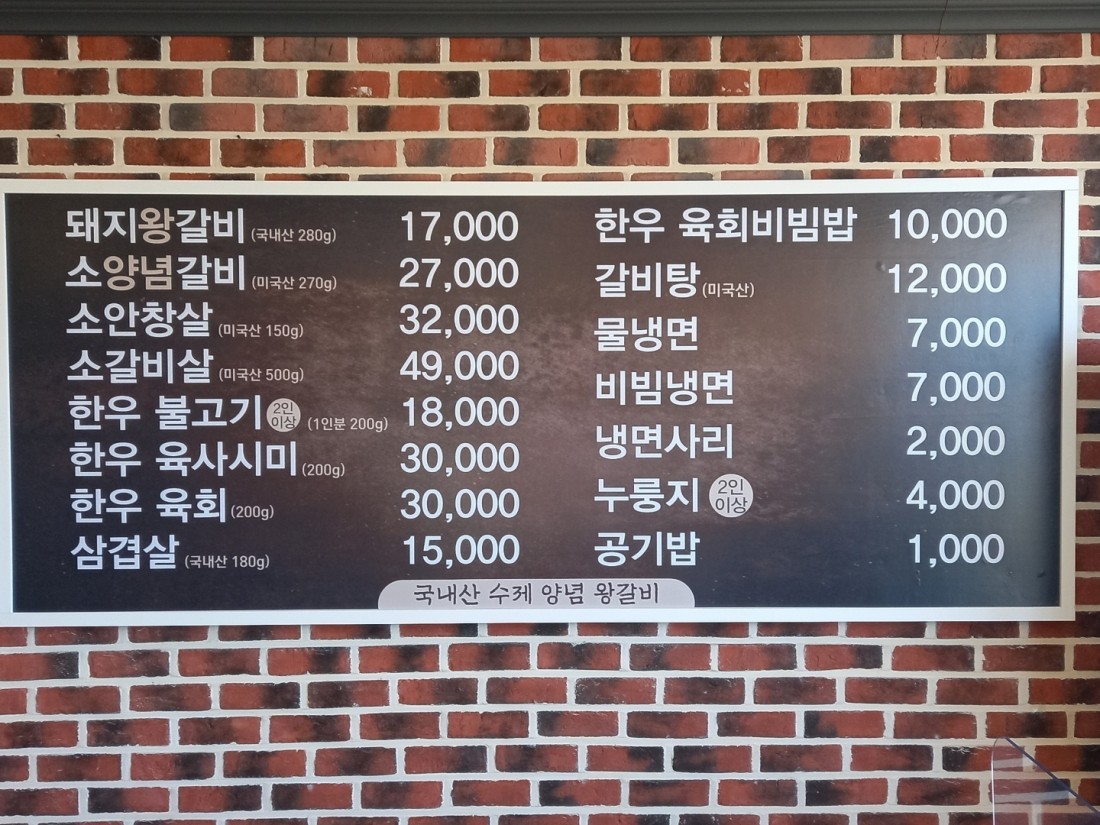 돼지왕갈비 (국내산 280g) 17,000
소양념갈비 (미국산 270g) 27,000
소안창살 (미국산 150g) 32,000
소갈비살 (미국산 500g) 49,000
한우 불고기 2인 이상 (1인분 200g) 18,000
한우 육사시미 (200g) 30,000
한우 육회 (200g) 30,000
삼겹살 (국내산 180g) 15,000
한우 육회비빔밥 10,000
갈비탕 (미국산) 12,000
물냉면 7,000
비빔냉면 7,000
냉면사리 2,000
누룽지 2인 이상 4,000
공기밥 1,000
국내산 수제 양념 왕갈비